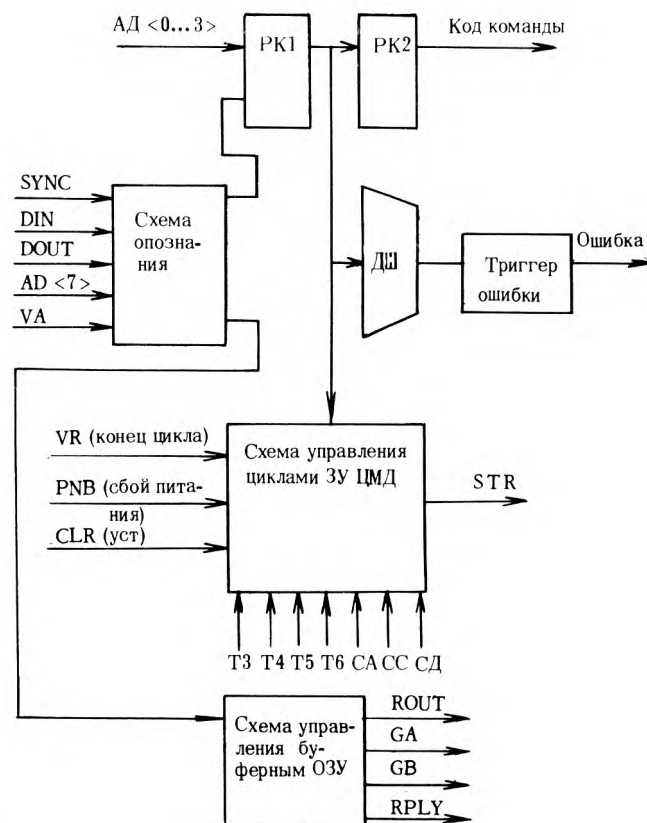 АД <0...3>
РК1
РК2
Код команды
SYNC
DIN
DOUT
AD <7>
VA
Схема
опозна-
ния
ДШ
Триггер
ошибки
Ошибка
VR (конец цикла)
PNB (сбой пита-
ния)
CLR (уст)
Схема управления
циклами ЗУ ЦМД
STR
Т3 Т4 Т5 Т6 СА СС СД
Схема управ-
ления бу-
ферным ОЗУ
ROUT
GA
GB
RPLY